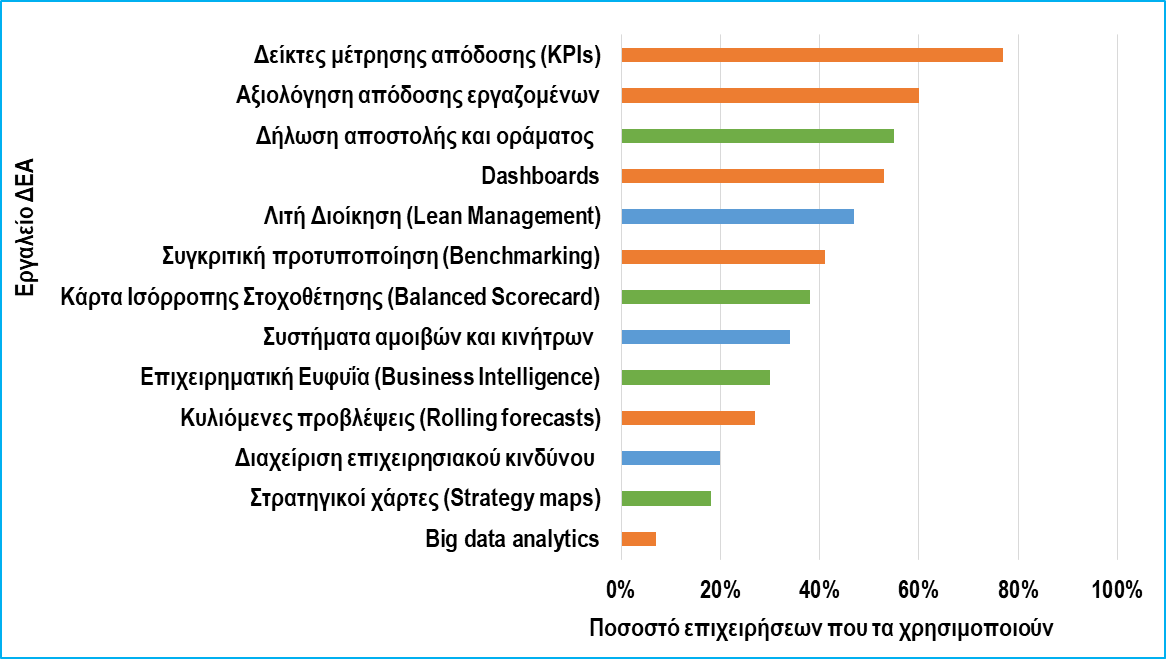 Δείκτες μέτρησης απόδοσης (KPIs)
Αξιολόγηση απόδοσης εργαζομένων
Δήλωση αποστολής και οράματος
Dashboards
Λιτή Διοίκηση (Lean Management)
Συγκριτική προτυποποίηση (Benchmarking)
Κάρτα Ισόρροπης Στοχοθέτησης (Balanced Scorecard)
Συστήματα αμοιβών και κινήτρων
Επιχειρηματική Ευφυΐα (Business Intelligence)
Κυλιόμενες προβλέψεις (Rolling forecasts)
Διαχείριση επιχειρησιακού κινδύνου
Στρατηγικοί χάρτες (Strategy maps)
Big data analytics
Εργαλείο ΔΕΑ
0% 20% 40% 60% 80% 100%
Ποσοστό επιχειρήσεων που τα χρησιμοποιούν